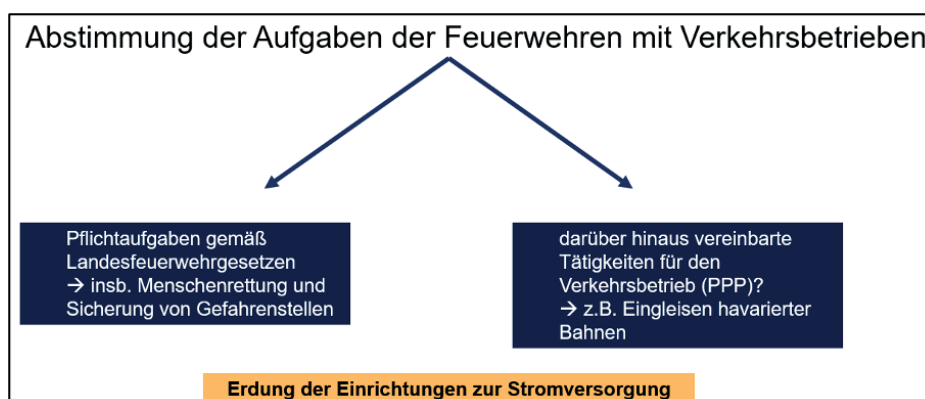 Abstimmung der Aufgaben der Feuerwehren mit Verkehrsbetrieben
Pflichtaufgaben gemäß
Landesfeuerwehrgesetzen
→ insb. Menschenrettung und
Sicherung von Gefahrenstellen
darüber hinaus vereinbarte
Tätigkeiten für den
Verkehrsbetrieb (PPP)?
→ z.B. Eingleisen havarierter
Bahnen
Erdung der Einrichtungen zur Stromversorgung